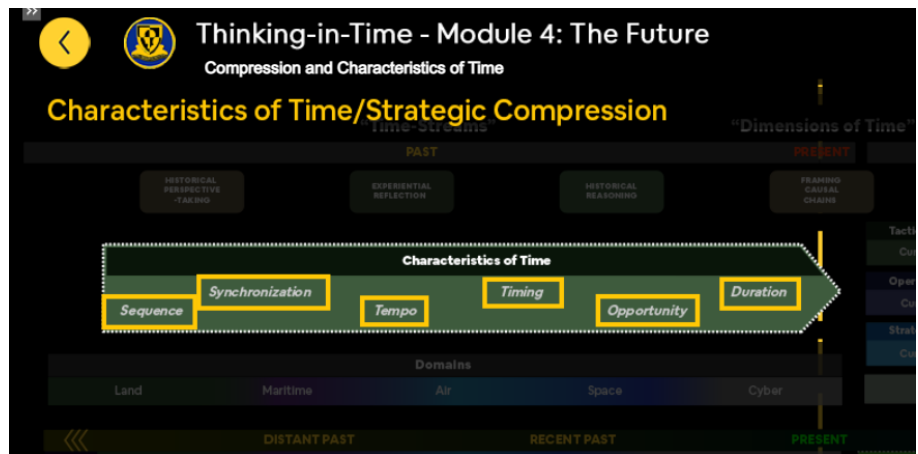 Thinking-in-Time - Module 4: The Future
Compression and Characteristics of Time
Characteristics of Time/Strategic Compression
"Time-Streams"
"Dimensions of Time"
PAST
PRESENT
HISTORICAL
PERSPECTIVE
-TAKING
EXPERIENTIAL
REFLECTION
HISTORICAL
REASONING
FRAMING
CAUSAL
CHAINS
Characteristics of Time
Sequence
Synchronization
Tempo
Timing
Opportunity
Duration
Domains
Land
Maritime
Air
Space
Cyber
DISTANT PAST
RECENT PAST
PRESENT